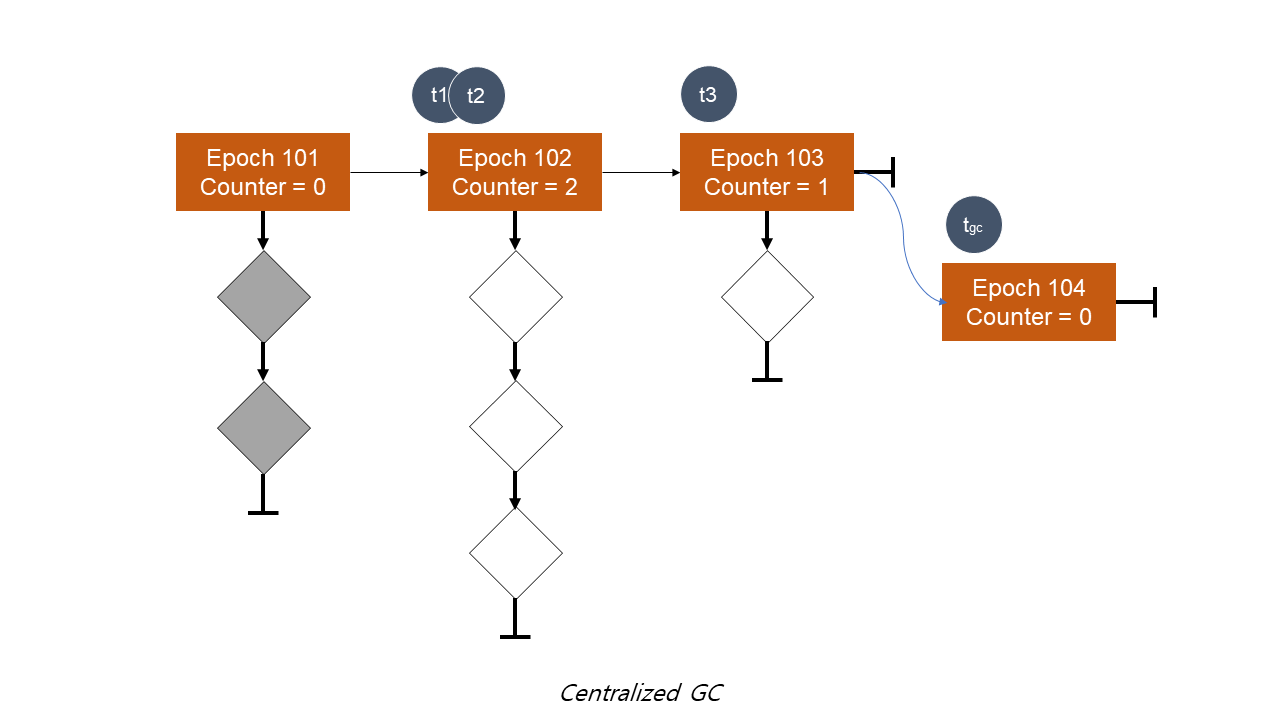 t1
t2
t3
Epoch 101
Counter = 0
Epoch 102
Counter = 2
Epoch 103
Counter = 1
tgc
Epoch 104
Counter = 0
Centralized GC